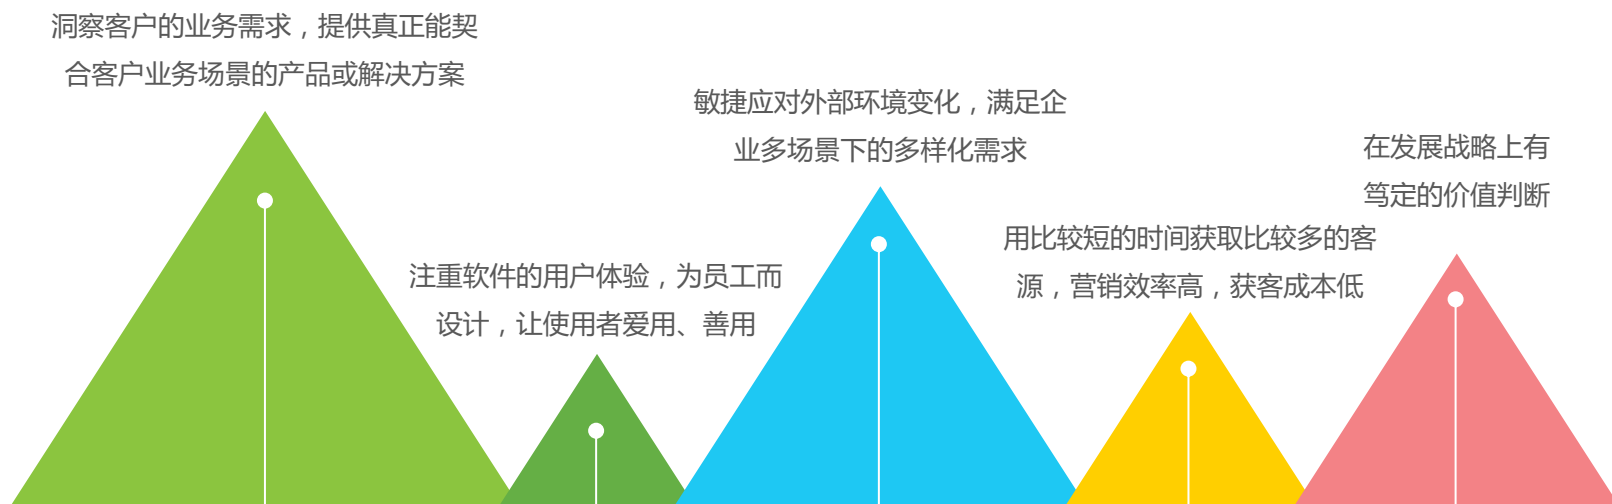 洞察客户的业务需求，提供真正能契
合客户业务场景的产品或解决方案
注重软件的用户体验，为员工而
设计，让使用者爱用、善用
敏捷应对外部环境变化，满足企
业多场景下的多样化需求
用比较短的时间获取比较多的客
源，营销效率高，获客成本低
在发展战略上有
笃定的价值判断